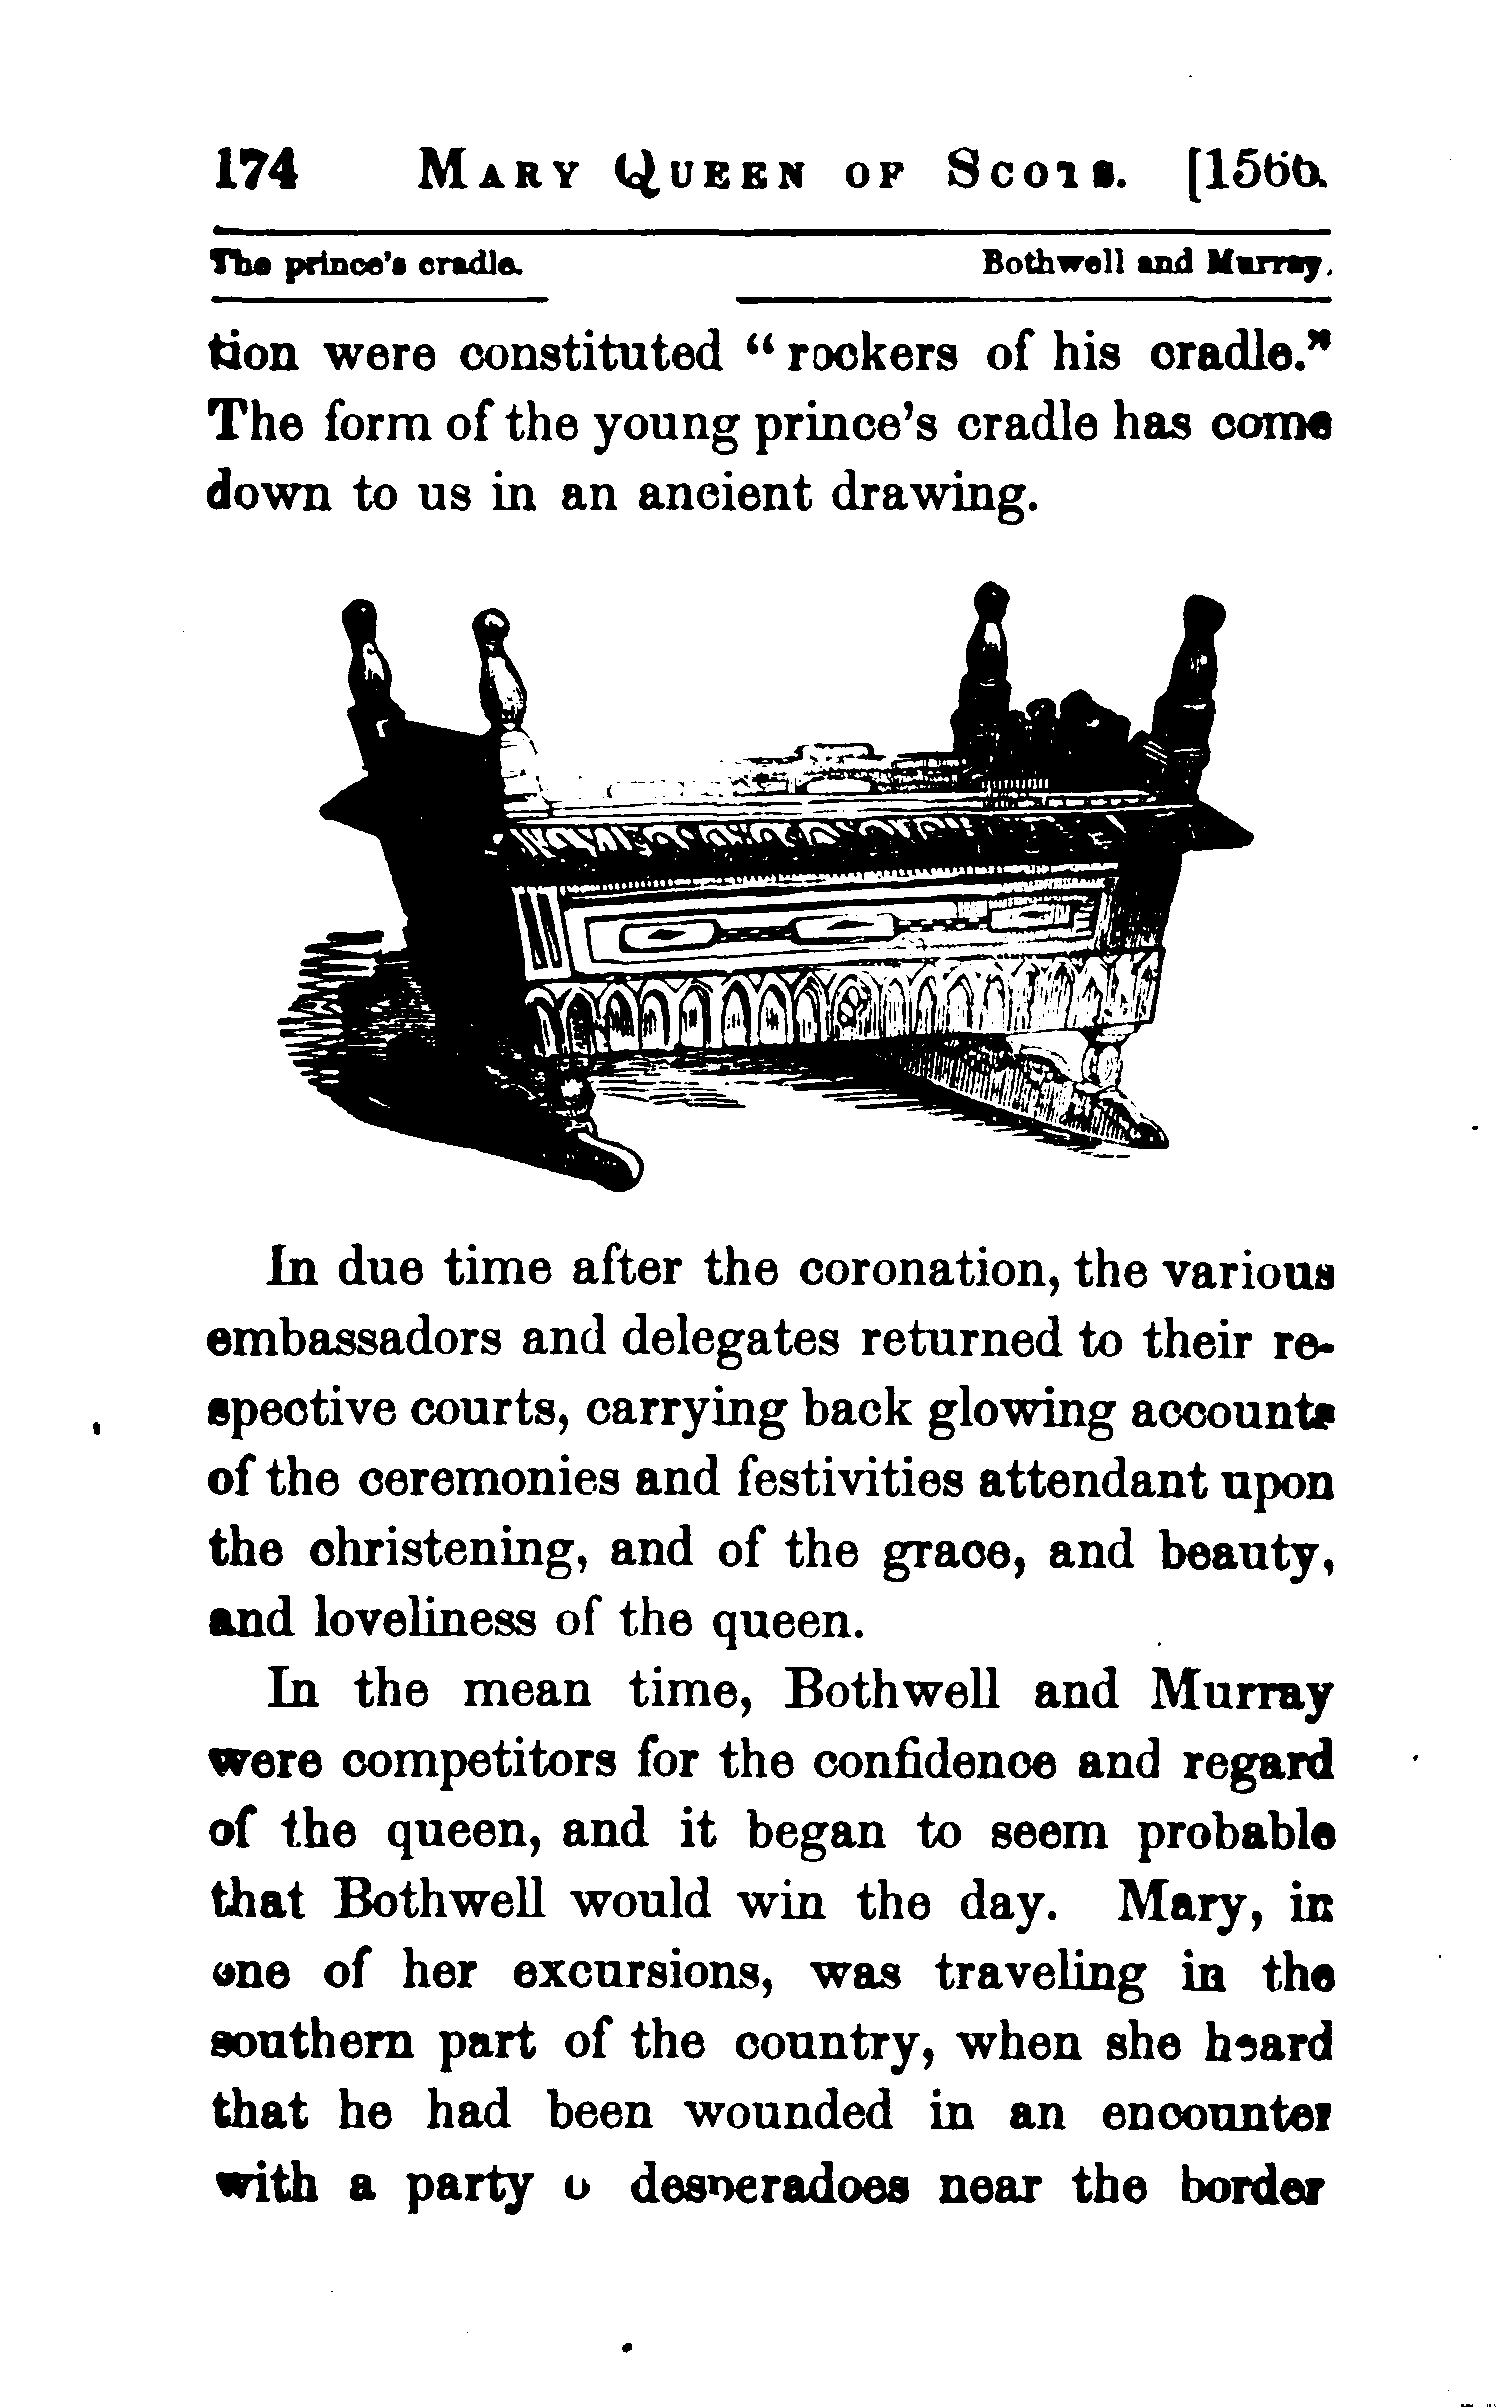 174 MARY QUEEN OF SCOTS. [1566.
The prince's cradle. Bothwell and Murray.
tion were constituted "rockers of his cradle."
The form of the young prince's cradle has come
down to us in an ancient drawing.
In due time after the coronation, the various
embassadors and delegates returned to their re-
spective courts, carrying back glowing accounts
of the ceremonies and festivities attendant upon
the christening, and of the grace, and beauty,
and loveliness of the queen.
In the mean time, Bothwell and Murray
were competitors for the confidence and regard
of the queen, and it began to seem probable
that Bothwell would win the day. Mary, in
one of her excursions, was traveling in the
southern part of the country, when she heard
that he had been wounded in an encounter
with a party o desperadoes near the border